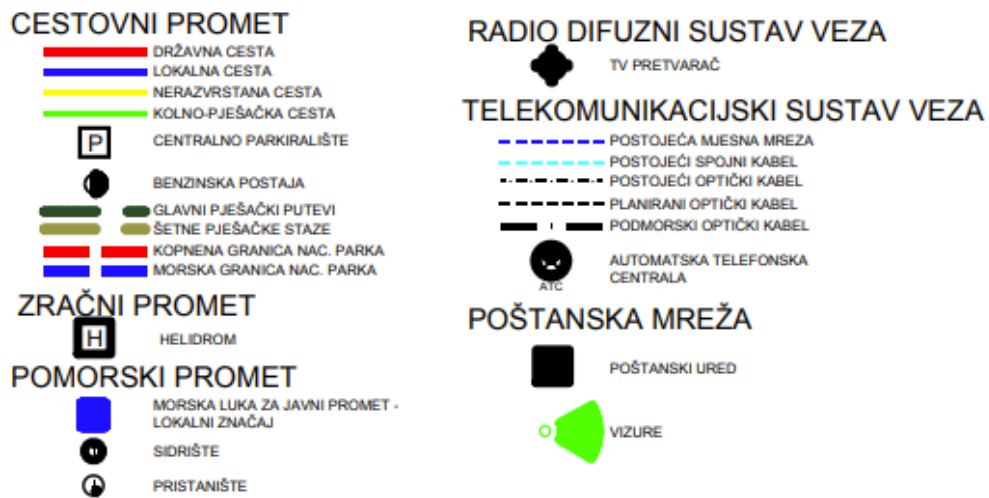 CESTOVNI PROMET
DRŽAVNA CESTA
LOKALNA CESTA
NERAZVRSTANA CESTA
KOLNO-PJEŠAČKA CESTA
P
CENTRALNO PARKIRALIŠTE
BENZINSKA POSTAJA
GLAVNI PJEŠAČKI PUTEVI
ŠETNE PJEŠAČKE STAZE
KOPNENA GRANICA NAC. PARKA
MORSKA GRANICA NAC. PARKA
ZRAČNI PROMET
H
HELIDROM
POMORSKI PROMET
MORSKA LUKA ZA JAVNI PROMET -
LOKALNI ZNAČAJ
SIDRIŠTE
PRISTANIŠTE
RADIO DIFUZNI SUSTAV VEZA
TV PRETVARAČ
TELEKOMUNIKACIJSKI SUSTAV VEZA
POSTOJEĆA MJESNA MREZA
POSTOJEĆI SPOJNI KABEL
POSTOJEĆI OPTIČKI KABEL
PLANIRANI OPTIČKI KABEL
PODMORSKI OPTIČKI KABEL
ATC
AUTOMATSKA TELEFONSKA
CENTRALA
POŠTANSKA MREŽA
POŠTANSKI URED
VIZURE